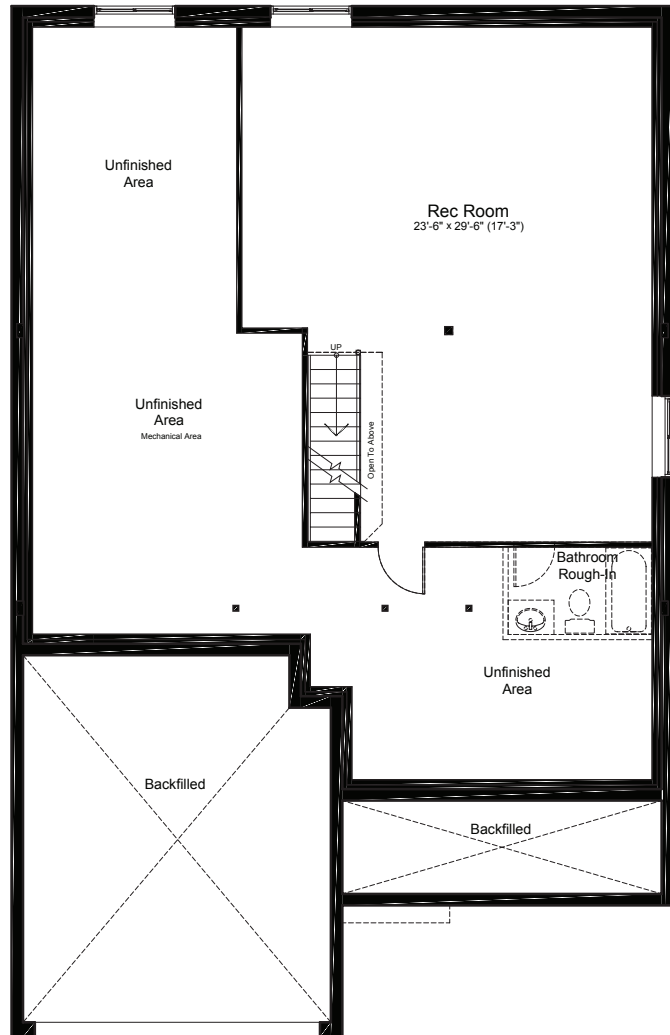 Unfinished
Area
Rec Room
23'-6" x 29'-6" (17'-3")
UP
Unfinished
Area
Mechanical Area
Open To Above
Bathroom
Rough-In
Unfinished
Area
Backfilled
Backfilled